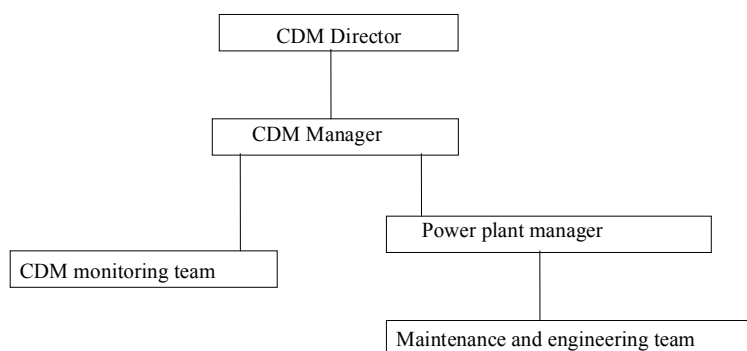 CDM Director
CDM Manager
Power plant manager
CDM monitoring team
Maintenance and engineering team